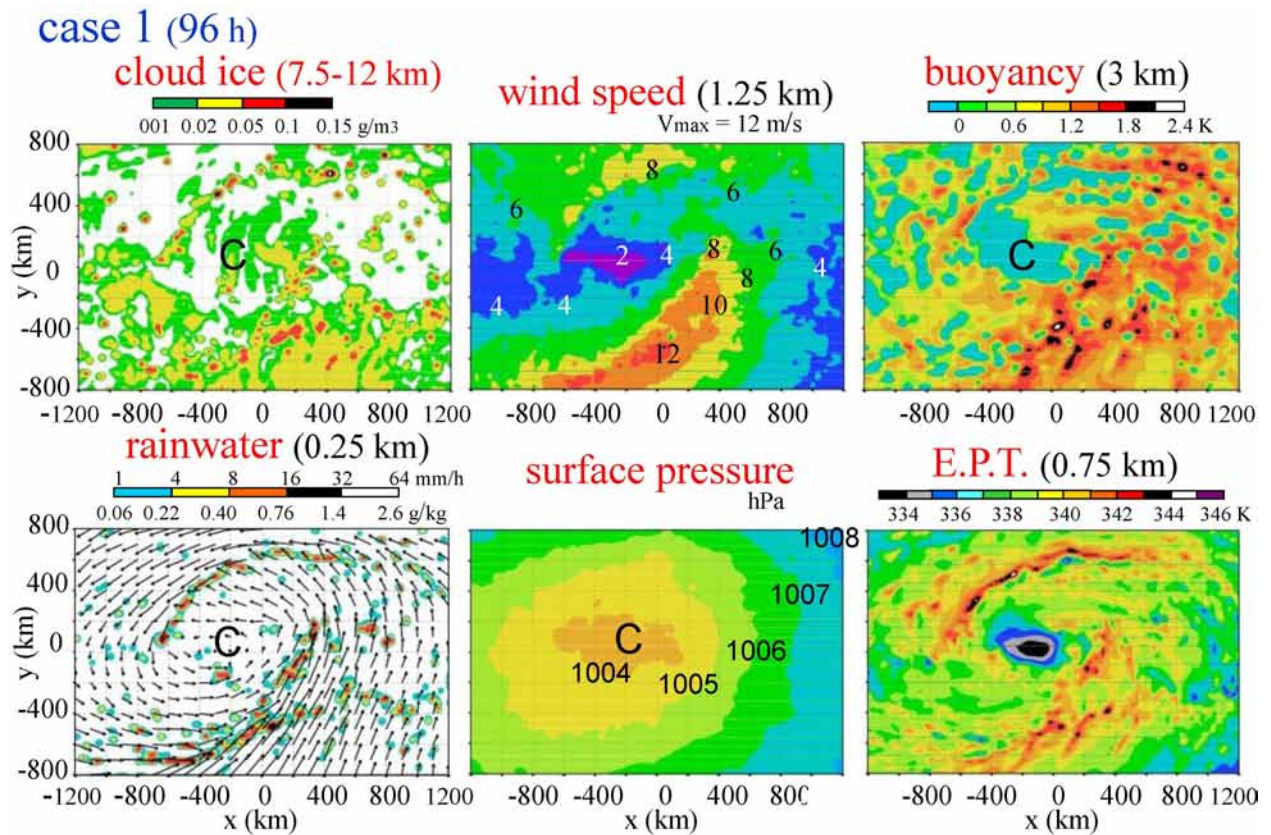 case 1 (96 h)
cloud ice (7.5-12 km)
001 0.02 0.05 0.1 0.15 g/m3
wind speed (1.25 km)
Vmax = 12 m/s
buoyancy (3 km)
0 0.6 1.2 1.8 2.4 K
y (km)
800
400
0
-400
-800
C
8
6
6
2
4
8
6
8
4
4
4
10
12
C
-1200 -800 -400 0 400 800 1200
-800 -400 0 400 800
-800 -400 0 400 800 1200
rainwater (0.25 km)
1 4 8 16 32 64 mm/h
0.06 0.22 0.40 0.76 1.4 2.6 g/kg
surface pressure
hPa
E.P.T. (0.75 km)
334 336 338 340 342 344 346 K
y (km)
800
400
0
-400
-800
C
1008
1007
C
1006
1004
1005
-1200 -800 -400 0 400 800 1200
-800 -400 0 400 800
-800 -400 0 400 800 1200
x (km)
x (km)
x (km)